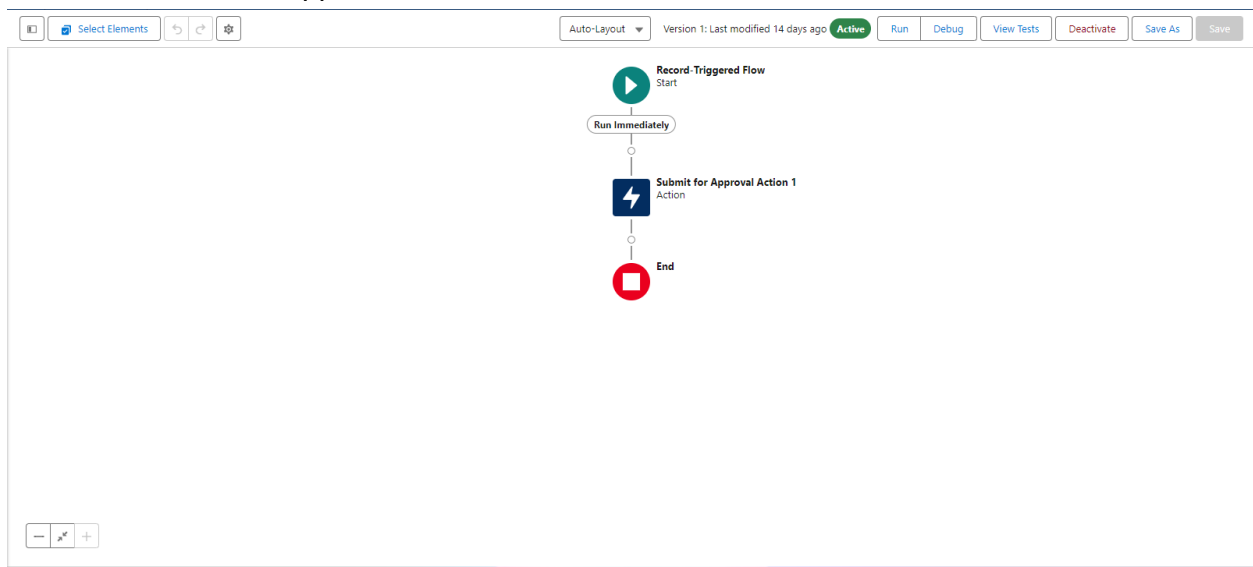 Select Elements
Auto-Layout
Version 1: Last modified 14 days ago
Active
Run
Debug
View Tests
Deactivate
Save As
Save
Record-Triggered Flow
Start
Run Immediately
Submit for Approval Action 1
Action
End